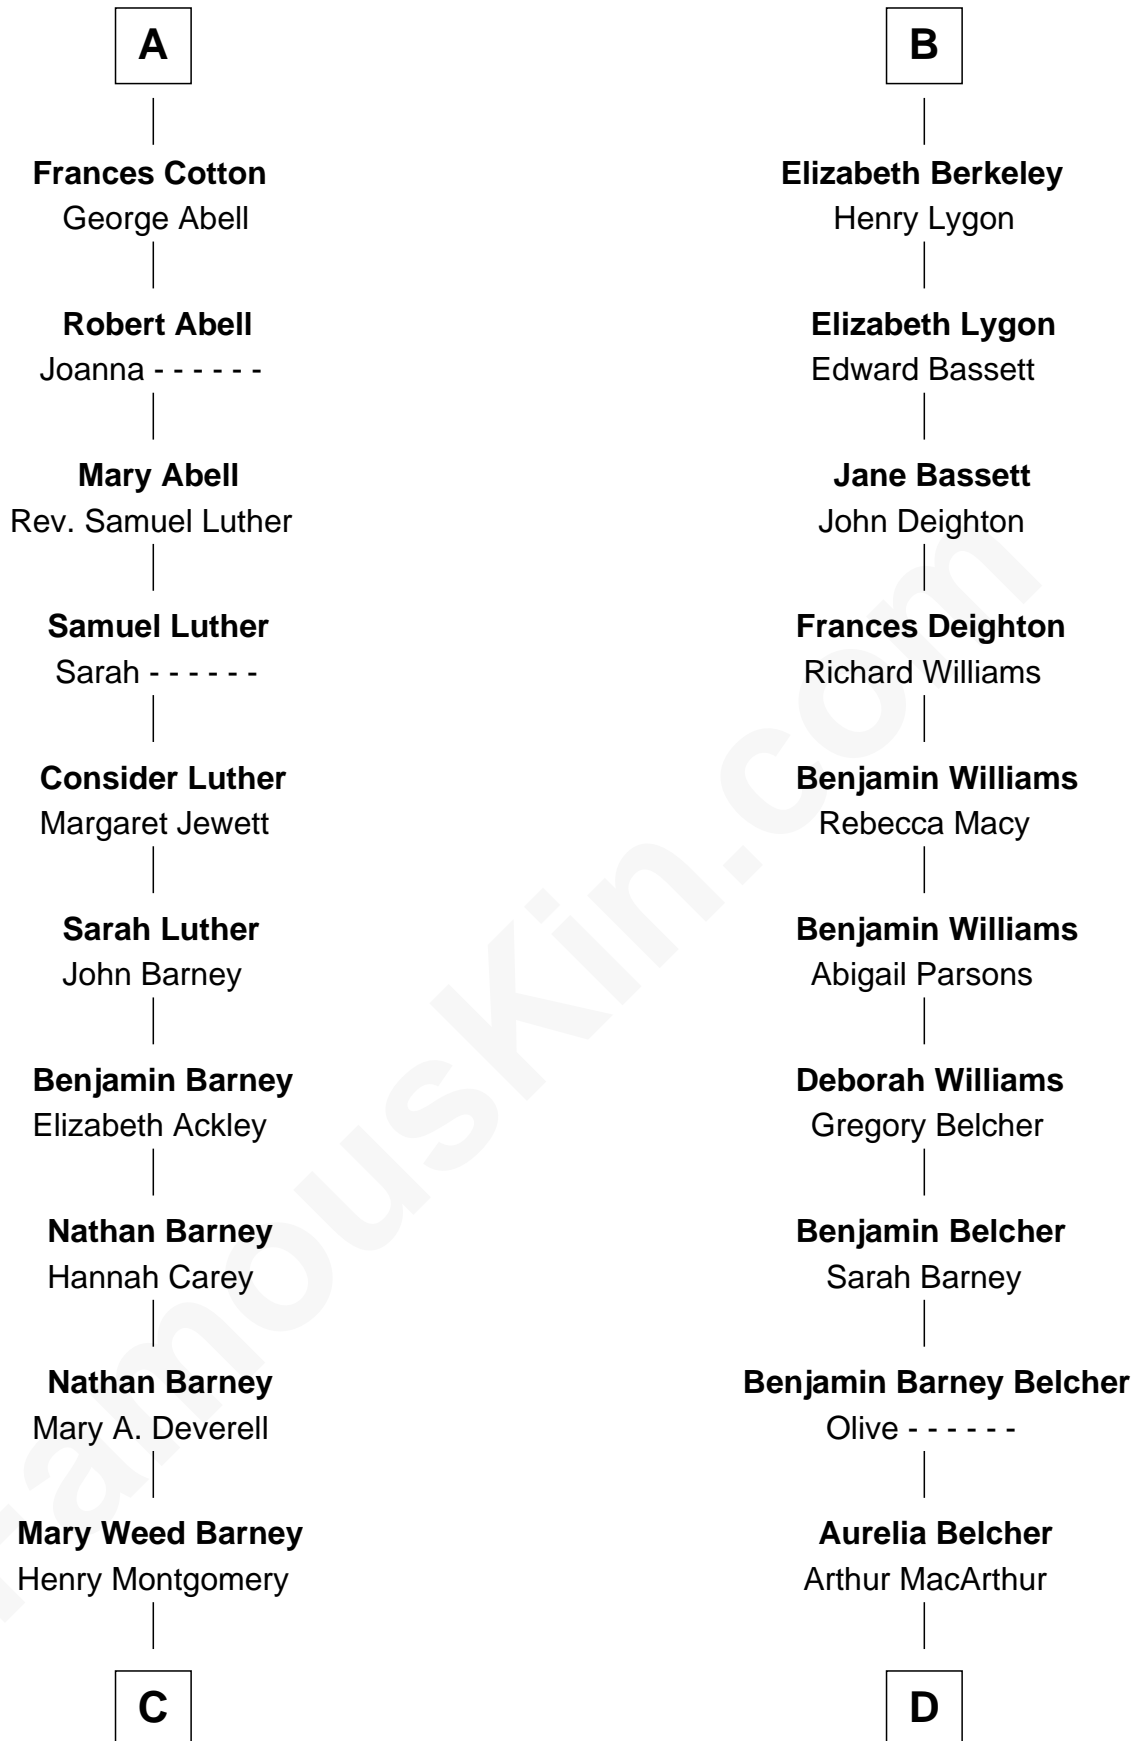 A
Frances Cotton
George Abell
Robert Abell
Joanna - - - - - -
Mary Abell
Rev. Samuel Luther
Samuel Luther
Sarah - - - - - -
Consider Luther
Margaret Jewett
Sarah Luther
John Barney
Benjamin Barney
Elizabeth Ackley
Nathan Barney
Hannah Carey
Nathan Barney
Mary A. Deverell
Mary Weed Barney
Henry Montgomery
C
B
Elizabeth Berkeley
Henry Lygon
Elizabeth Lygon
Edward Bassett
Jane Bassett
John Deighton
Frances Deighton
Richard Williams
Benjamin Williams
Rebecca Macy
Benjamin Williams
Abigail Parsons
Deborah Williams
Gregory Belcher
Benjamin Belcher
Sarah Barney
Benjamin Barney Belcher
Olive - - - - - -
Aurelia Belcher
Arthur MacArthur
D
FamousKin.com